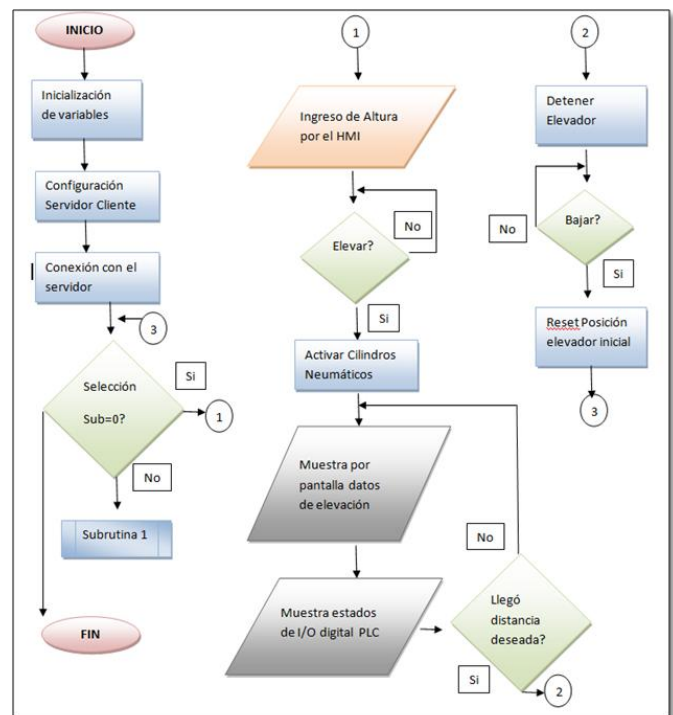 INICIO
Inicialización
de variables
Configuración
Servidor Cliente
Conexión con el
servidor
3
Selección
Sub=0?
Si
1
No
Subrutina 1
FIN
1
Ingreso de Altura
por el HMI
No
Elevar?
Si
Activar Cilindros
Neumáticos
Muestra por
pantalla datos
de elevación
No
Muestra estados
de I/O digital PLC
Llegó
distancia
deseada?
Si
2
2
Detener
Elevador
Bajar?
No
Si
Reset Posición
elevador inicial
3